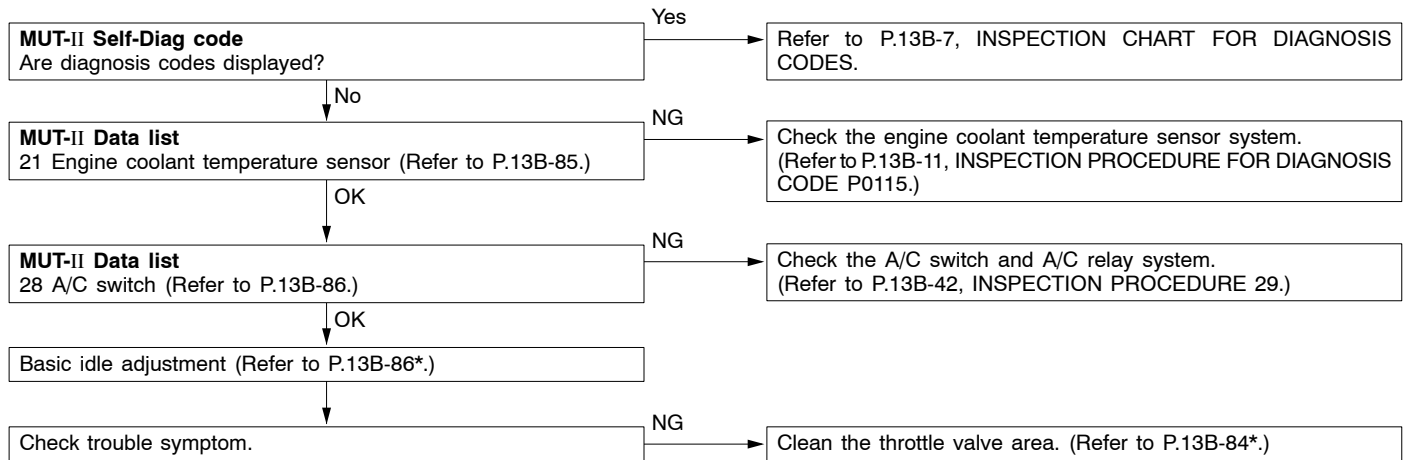 Yes
MUT-II Self-Diag code
Are diagnosis codes displayed?
Refer to P.13B-7, INSPECTION CHART FOR DIAGNOSIS
CODES.
No
MUT-II Data list
21 Engine coolant temperature sensor (Refer to P.13B-85.)
NG
Check the engine coolant temperature sensor system.
(Refer to P.13B-11, INSPECTION PROCEDURE FOR DIAGNOSIS
CODE P0115.)
OK
MUT-II Data list
28 A/C switch (Refer to P.13B-86.)
NG
Check the A/C switch and A/C relay system.
(Refer to P.13B-42, INSPECTION PROCEDURE 29.)
OK
Basic idle adjustment (Refer to P.13B-86*.)
Check trouble symptom.
NG
Clean the throttle valve area. (Refer to P.13B-84*.)